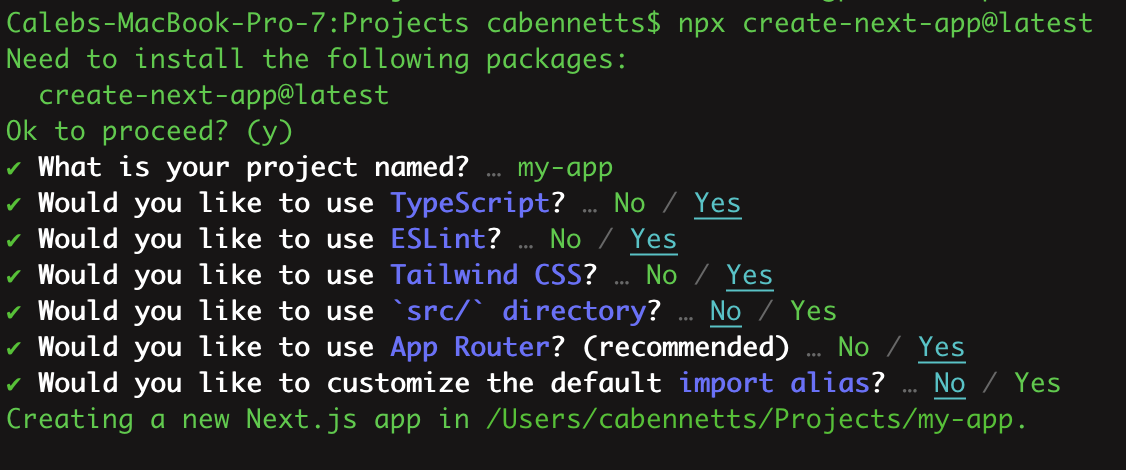 Calebs-MacBook-Pro-7:Projects cabennetts$ npx create-next-app@latest
Need to install the following packages:
  create-next-app@latest
Ok to proceed? (y)
✔ What is your project named? … my-app
✔ Would you like to use TypeScript? … No / Yes
✔ Would you like to use ESLint? … No / Yes
✔ Would you like to use Tailwind CSS? … No / Yes
✔ Would you like to use `src/` directory? … No / Yes
✔ Would you like to use App Router? (recommended) … No / Yes
✔ Would you like to customize the default import alias? … No / Yes
Creating a new Next.js app in /Users/cabennetts/Projects/my-app.